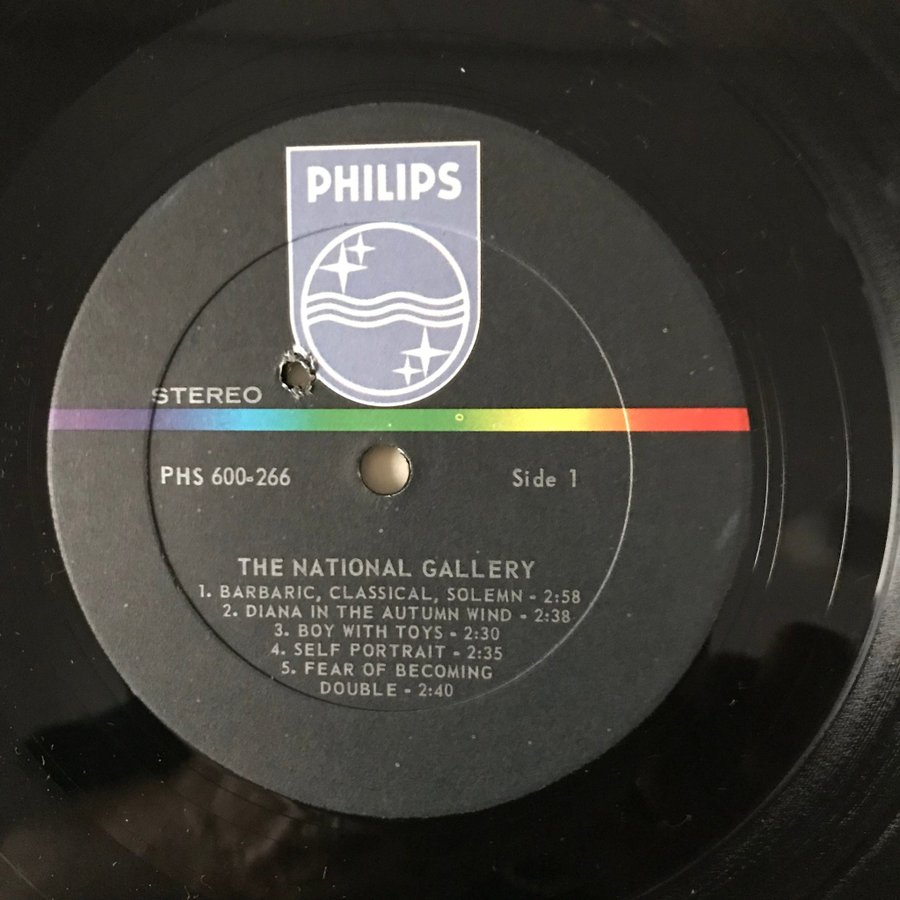 PHILIPS
STEREO
PHS 600-266
Side 1
THE NATIONAL GALLERY
1. BARBARIC, CLASSICAL, SOLEMN - 2:58
2. DIANA IN THE AUTUMN WIND - 2:38
3. BOY WITH TOYS - 2:30
4. SELF PORTRAIT - 2:35
5. FEAR OF BECOMING
DOUBLE - 2:40